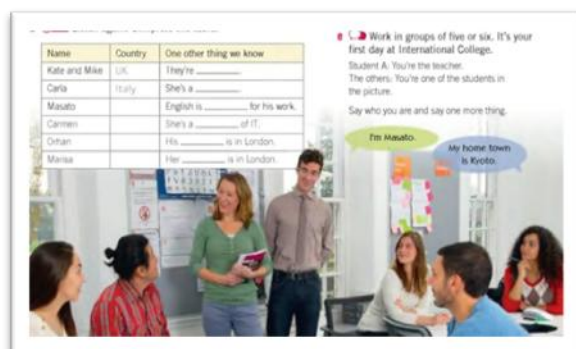 Name Country One other thing we know
Kate and Mike UK They're ________.
Carla Italy She's a ________.
Masato English is ________ for his work.
Carmen She's a ________ of IT.
Orhan His ________ is in London.
Marisa Her ________ is in London.
8 Work in groups of five or six. It's your
first day at International College.
Student A: You're the teacher.
The others: You're one of the students in
the picture.
Say who you are and say one more thing.
I'm Masato.
My home town
is Kyoto.